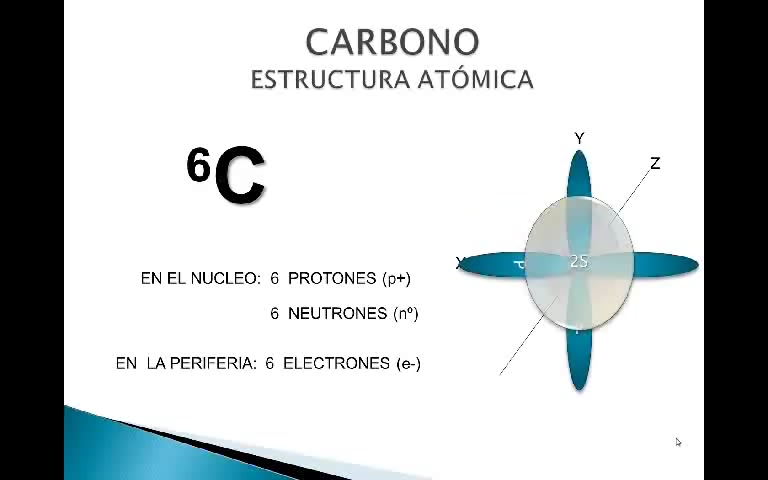 CARBONO
ESTRUCTURA ATÓMICA
⁶C
EN EL NUCLEO: 6 PROTONES (p+)
6 NEUTRONES (nº)
EN LA PERIFERIA: 6 ELECTRONES (e-)
Y
Z
X
P
2S